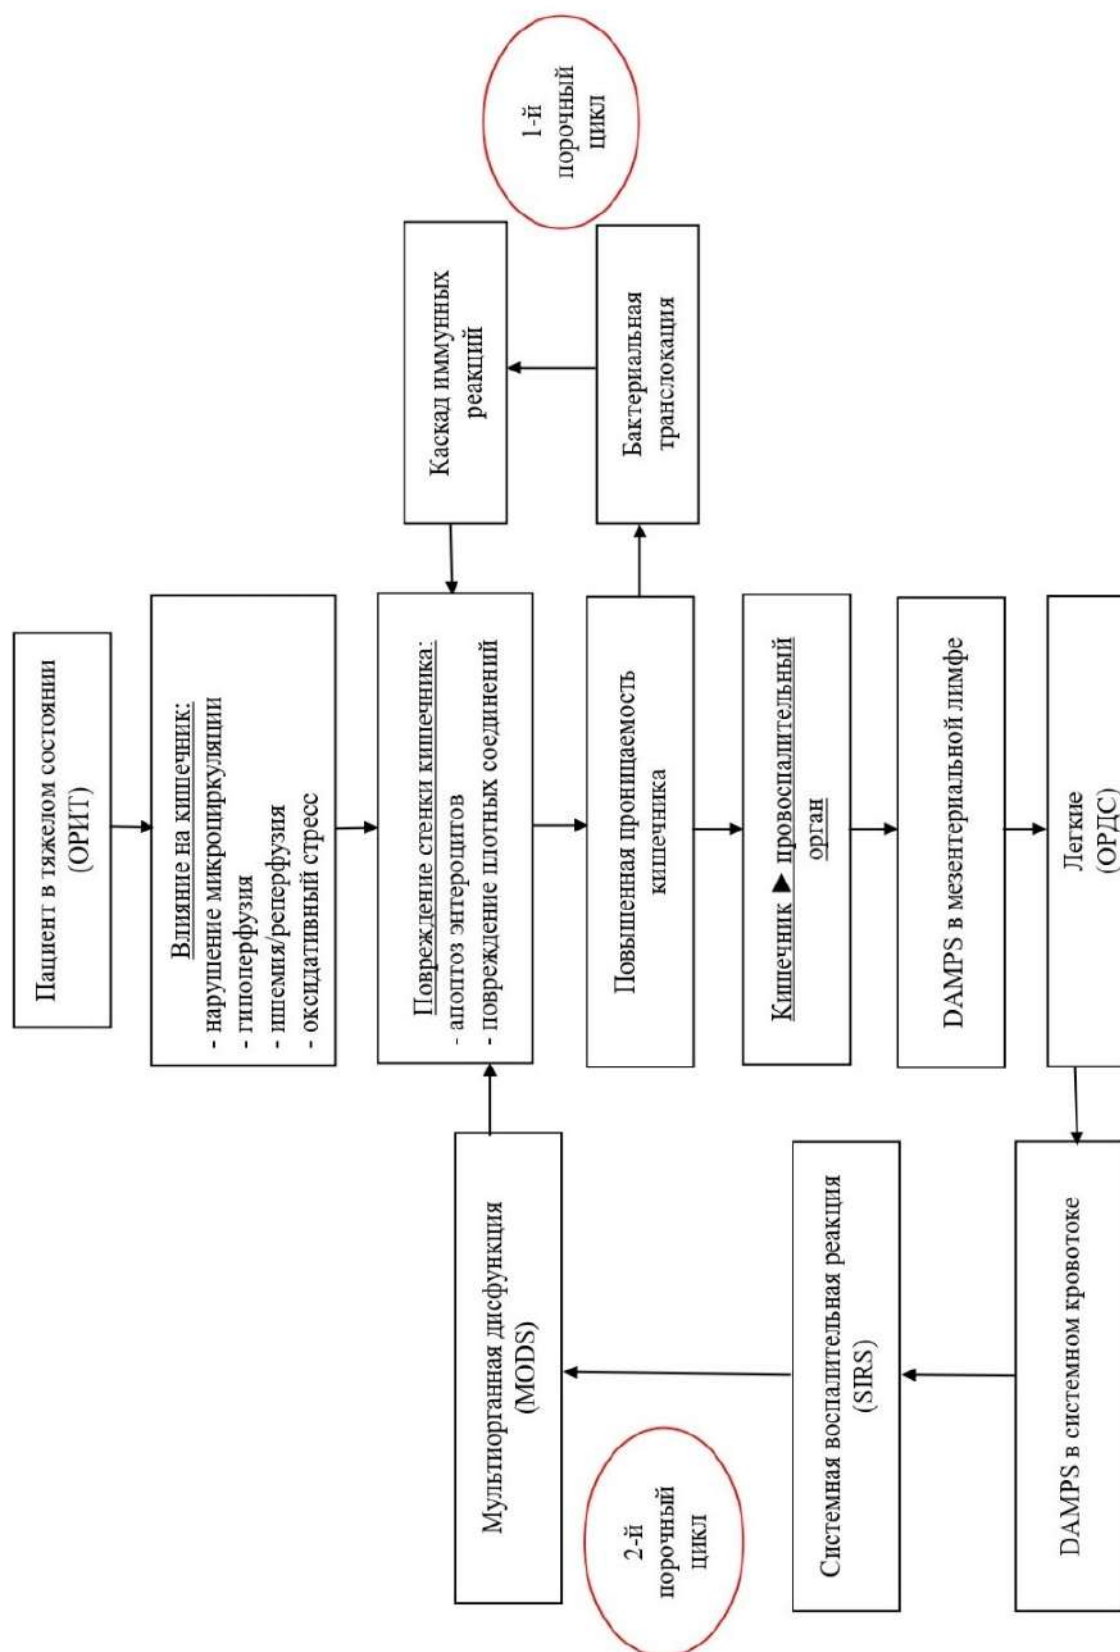 Пациент в тяжелом состоянии
(ОРИТ)
Влияние на кишечник:
- нарушение микроциркуляции
- гипоперфузия
- ишемия/реперфузия
- оксидативный стресс
Повреждение стенки кишечника:
- апоптоз энтероцитов
- повреждение плотных соединений
Повышенная проницаемость
кишечника
Кишечник ► провоспалительный
орган
DAMPS в мезентериальной лимфе
Легкие
(ОРДС)
Каскад иммунных
реакций
Бактериальная
транслокация
1-й
порочный
цикл
Мультиорганная дисфункция
(MODS)
Системная воспалительная реакция
(SIRS)
DAMPS в системном кровотоке
2-й
порочный
цикл